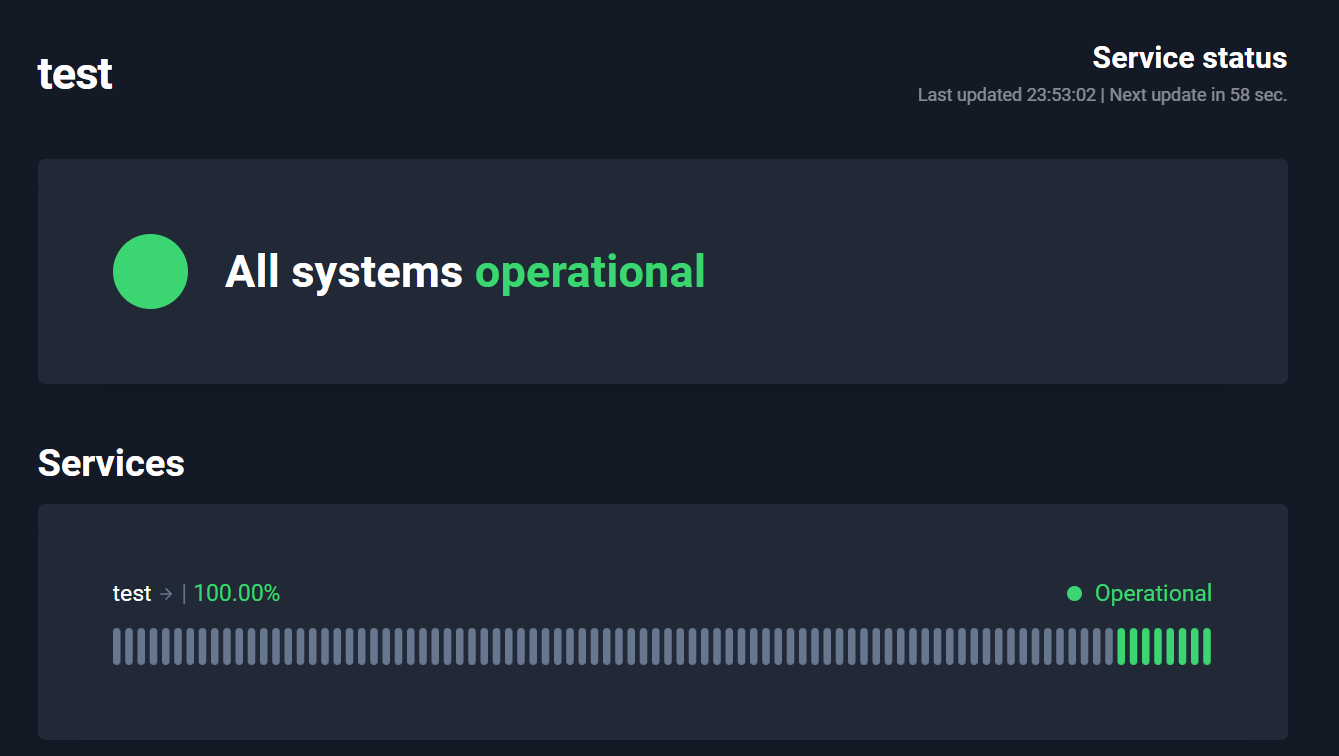 test
Service status
Last updated 23:53:02 | Next update in 58 sec.
All systems operational
Services
test → | 100.00%
Operational